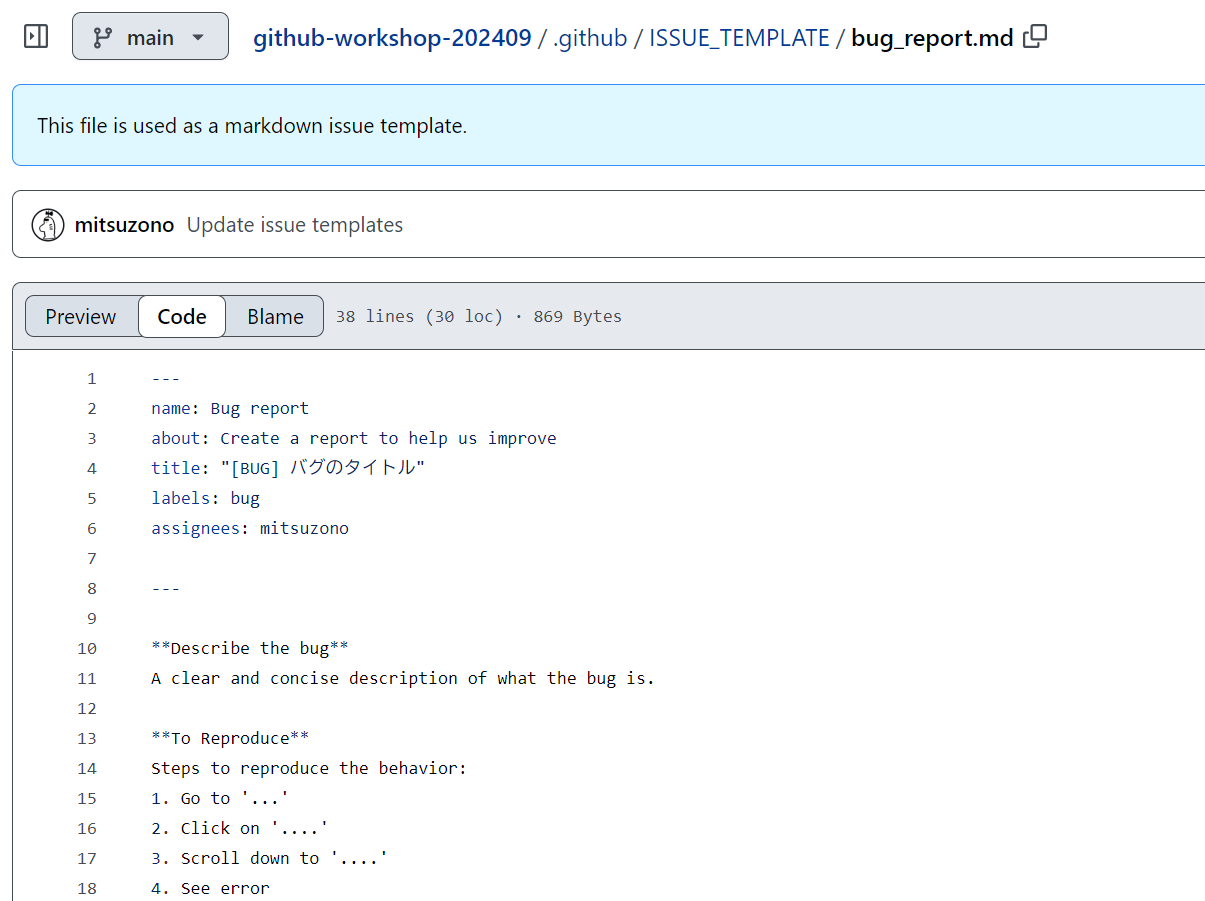 main
github-workshop-202409 / .github / ISSUE_TEMPLATE / bug_report.md
This file is used as a markdown issue template.
mitsuzono Update issue templates
Preview Code Blame 38 lines (30 loc) · 869 Bytes
1 ---
2 name: Bug report
3 about: Create a report to help us improve
4 title: "[BUG] バグのタイトル"
5 labels: bug
6 assignees: mitsuzono
7
8 ---
9
10 **Describe the bug**
11 A clear and concise description of what the bug is.
12
13 **To Reproduce**
14 Steps to reproduce the behavior:
15 1. Go to '...'
16 2. Click on '....'
17 3. Scroll down to '....'
18 4. See error